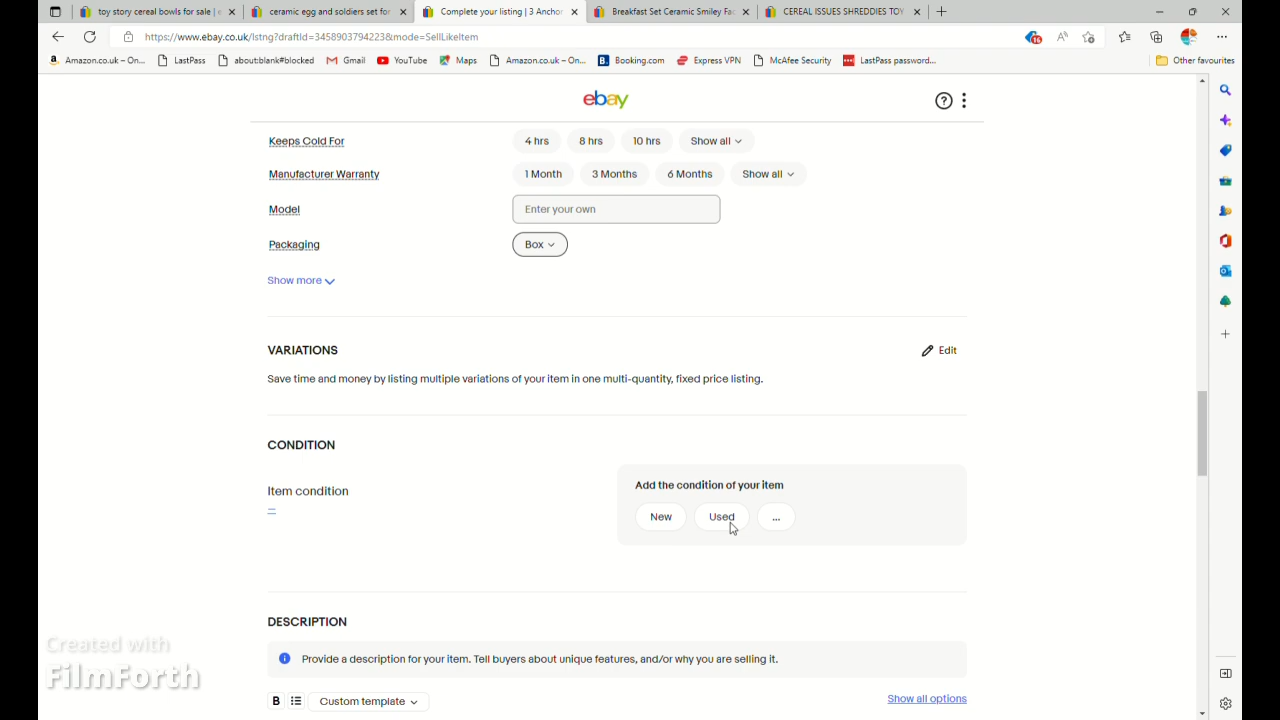 toy story cereal bowls for sale | e
ceramic egg and soldiers set for
Complete your listing | 3 Anchor
Breakfast Set Ceramic Smiley Fac
CEREAL ISSUES SHREDDIES TOY
https://www.ebay.co.uk/lstng?draftId=3458903794223&mode=SellLikeItem
16
Amazon.co.uk – On...
LastPass
about:blank#blocked
Gmail
YouTube
Maps
Amazon.co.uk – On...
Booking.com
Express VPN
McAfee Security
LastPass password...
Other favourites
ebay
Keeps Cold For
4 hrs
8 hrs
10 hrs
Show all
Manufacturer Warranty
1 Month
3 Months
6 Months
Show all
Model
Enter your own
Packaging
Box
Show more
VARIATIONS
Edit
Save time and money by listing multiple variations of your item in one multi-quantity, fixed price listing.
CONDITION
Item condition
–
Add the condition of your item
New
Used
...
DESCRIPTION
Provide a description for your item. Tell buyers about unique features, and/or why you are selling it.
B
Custom template
Show all options
Created with
FilmForth